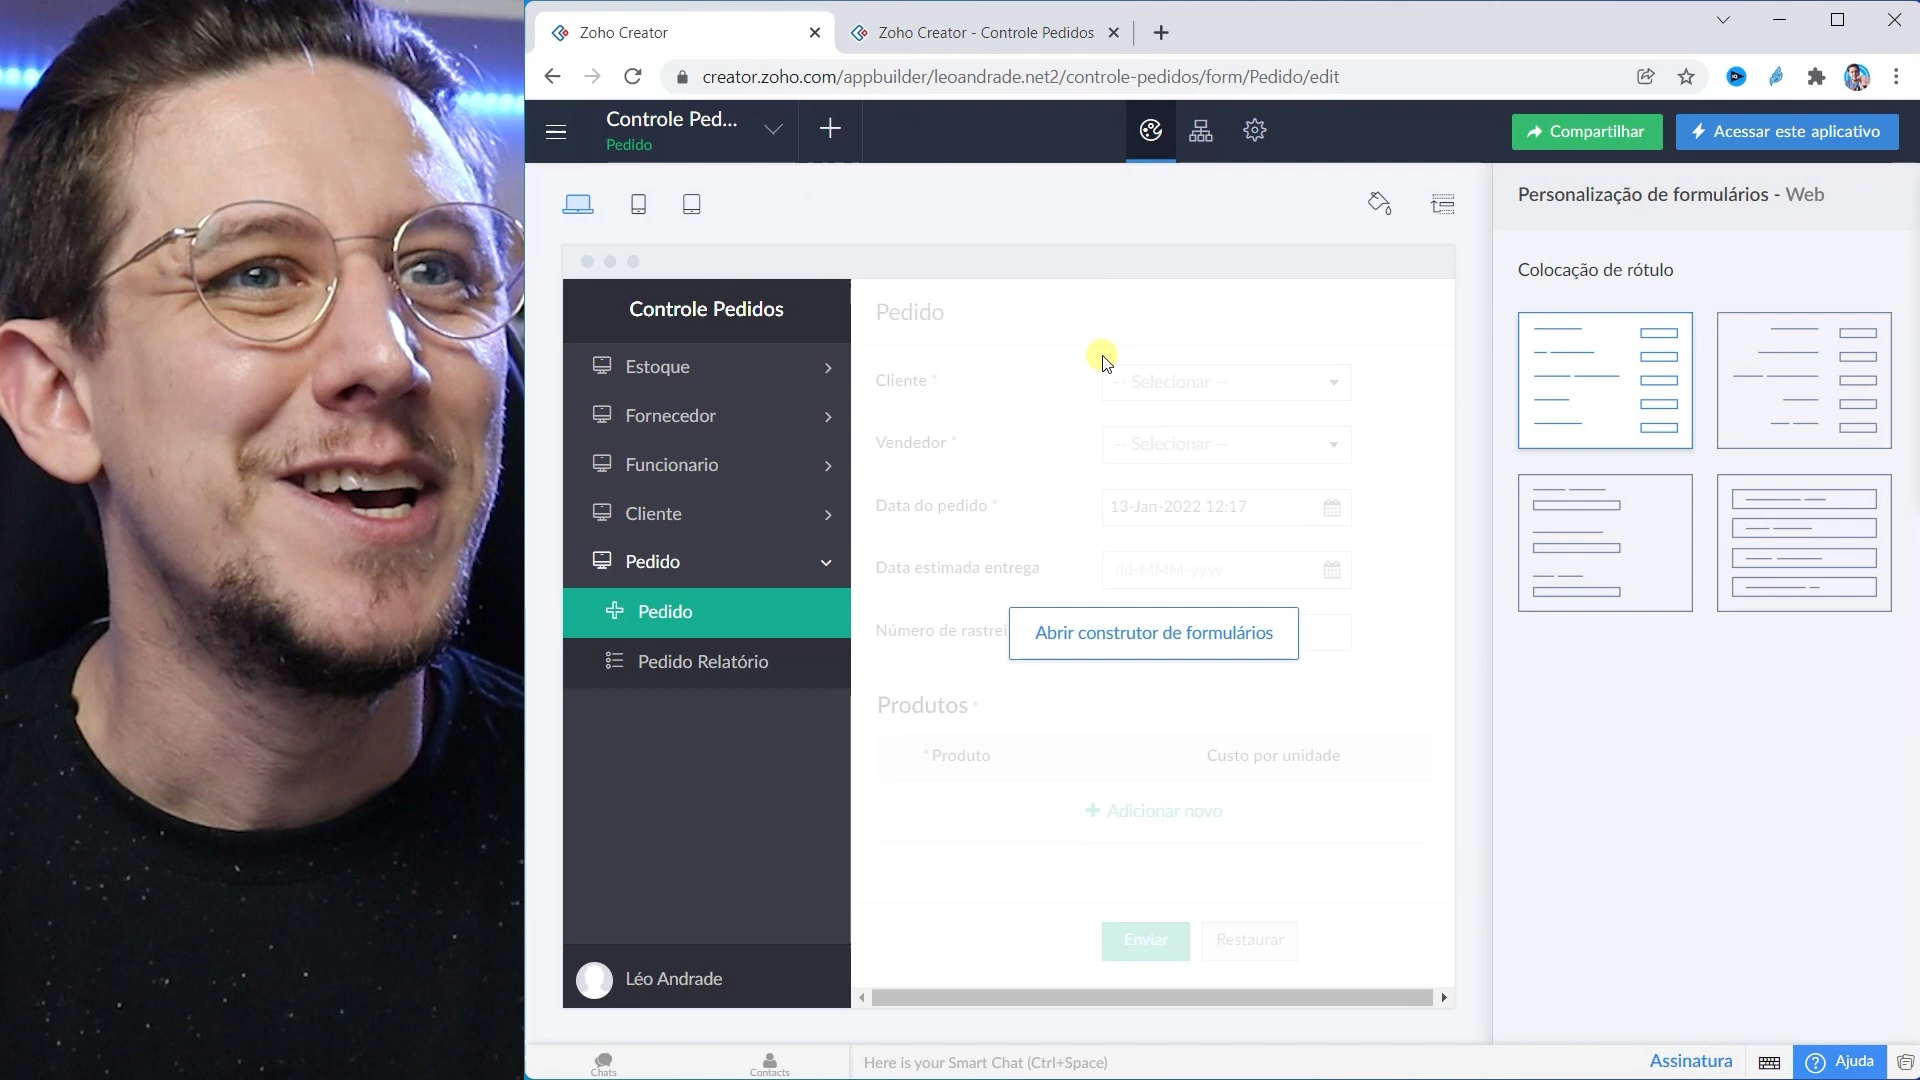 Zoho Creator
Zoho Creator - Controle Pedidos
creator.zoho.com/appbuilder/leoandrade.net2/controle-pedidos/form/Pedido/edit
Controle Ped...
Pedido
Compartilhar
Acessar este aplicativo
Personalização de formulários - Web
Colocação de rótulo
Controle Pedidos
Estoque
Fornecedor
Funcionario
Cliente
Pedido
Pedido
Pedido Relatório
Léo Andrade
Pedido
Cliente *
-- Selecionar --
Vendedor *
-- Selecionar --
Data do pedido *
13-Jan-2022 12:17
Data estimada entrega
dd-MMM-yyyy
Número de rastrei
Abrir construtor de formulários
Produtos *
* Produto
Custo por unidade
Adicionar novo
Enviar
Restaurar
Chats
Contacts
Here is your Smart Chat (Ctrl+Space)
Assinatura
? Ajuda